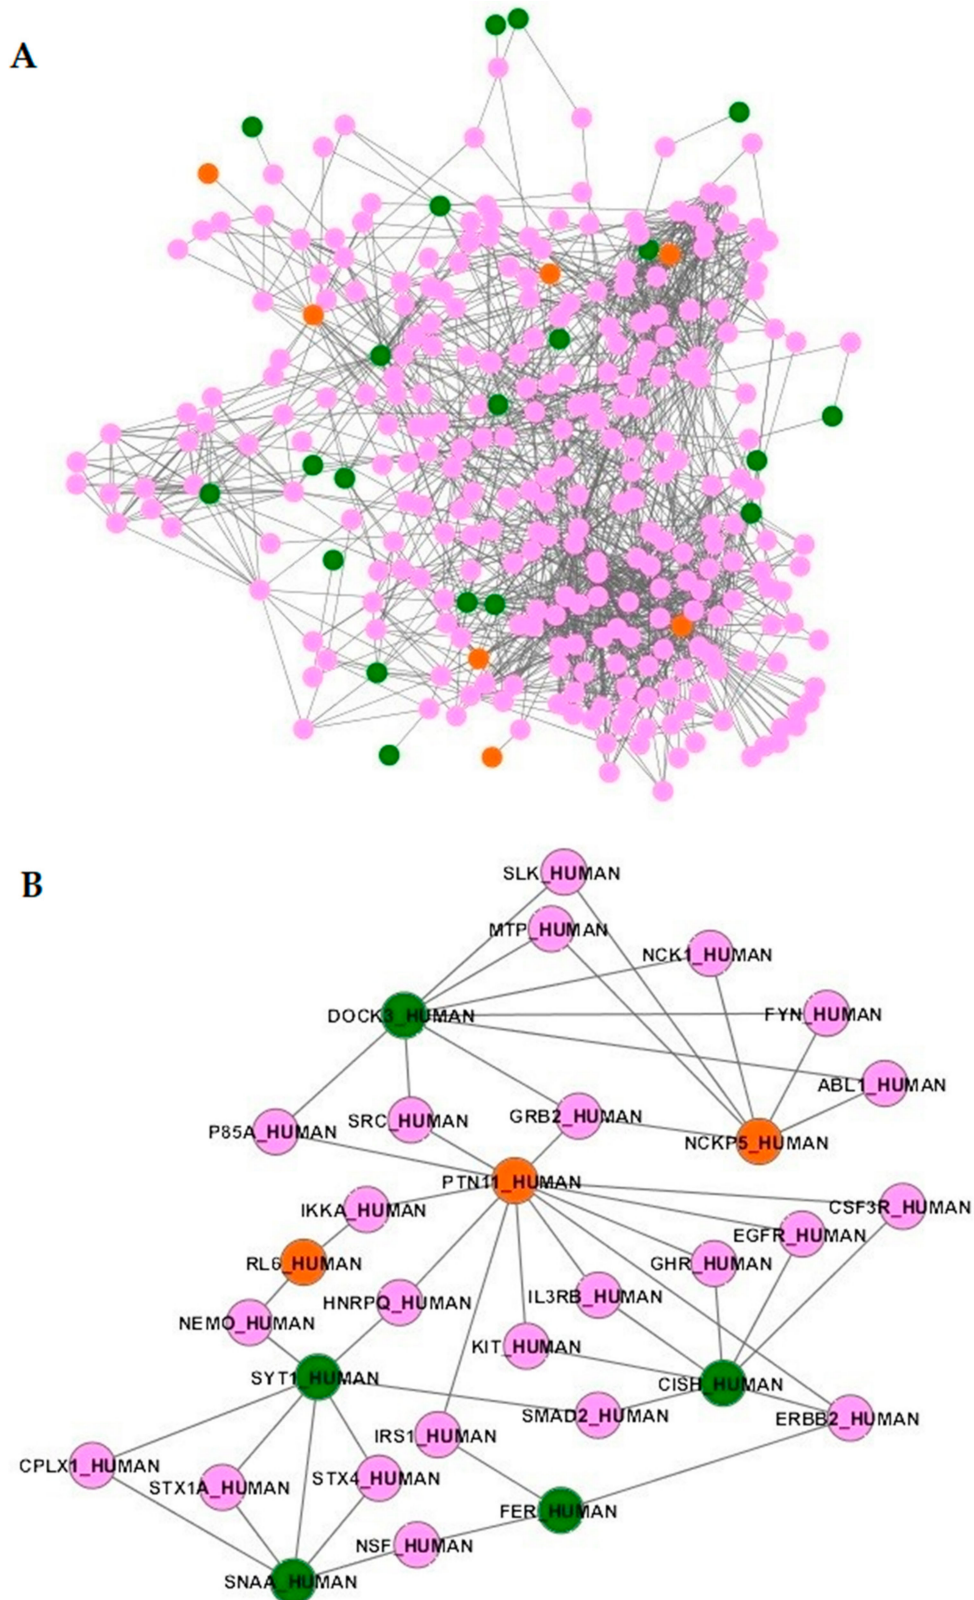 A
B
SLK_HUMAN
MTP_HUMAN
NCK1_HUMAN
DOCK3_HUMAN
FYN_HUMAN
ABL1_HUMAN
P85A_HUMAN
SRC_HUMAN
GRB2_HUMAN
NCKP5_HUMAN
PTN11_HUMAN
IKKA_HUMAN
CSF3R_HUMAN
EGFR_HUMAN
RL6_HUMAN
GHR_HUMAN
HNRPQ_HUMAN
IL3RB_HUMAN
NEMO_HUMAN
KIT_HUMAN
SYT1_HUMAN
CISH_HUMAN
SMAD2_HUMAN
ERBB2_HUMAN
IRS1_HUMAN
CPLX1_HUMAN
STX1A_HUMAN
STX4_HUMAN
FER_HUMAN
NSF_HUMAN
SNAA_HUMAN